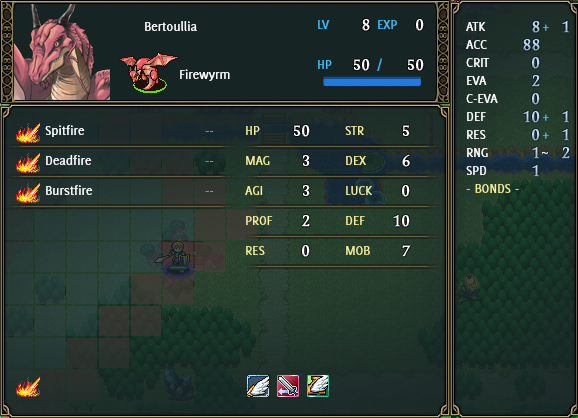 Bertoullia
LV 8 EXP 0
Firewyrm
HP 50 / 50
Spitfire --
Deadfire --
Burstfire --
HP 50 STR 5
MAG 3 DEX 6
AGI 3 LUCK 0
PROF 2 DEF 10
RES 0 MOB 7
ATK 8+ 1
ACC 88
CRIT 0
EVA 2
C-EVA 0
DEF 10+ 1
RES 0+ 1
RNG 1~ 2
SPD 1
- BONDS -